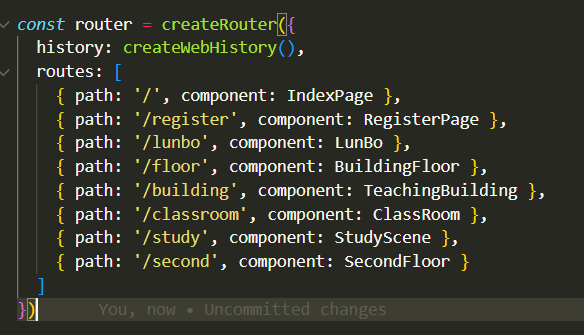 const router = createRouter({
  history: createWebHistory(),
  routes: [
    { path: '/', component: IndexPage },
    { path: '/register', component: RegisterPage },
    { path: '/lunbo', component: LunBo },
    { path: '/floor', component: BuildingFloor },
    { path: '/building', component: TeachingBuilding },
    { path: '/classroom', component: ClassRoom },
    { path: '/study', component: StudyScene },
    { path: '/second', component: SecondFloor }
  ]
})      You, now • Uncommitted changes